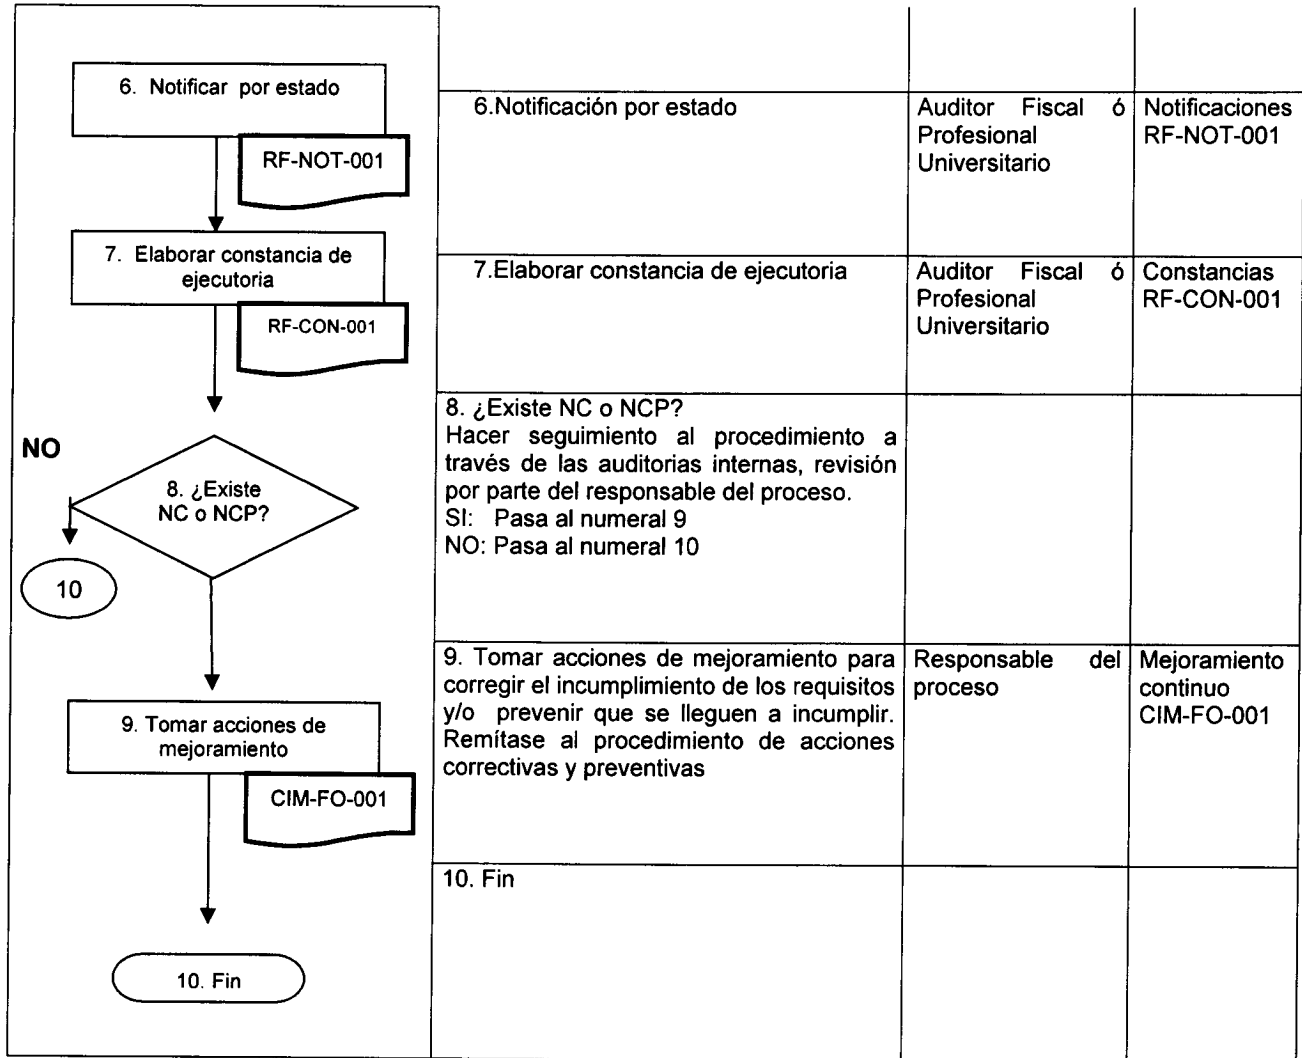 6. Notificar por estado
RF-NOT-001
7. Elaborar constancia de
ejecutoria
RF-CON-001
NO
8. ¿Existe
NC o NCP?
10
9. Tomar acciones de
mejoramiento
CIM-FO-001
10. Fin
6.Notificación por estado
Auditor Fiscal ó
Profesional
Universitario
Notificaciones
RF-NOT-001
7.Elaborar constancia de ejecutoria
Auditor Fiscal ó
Profesional
Universitario
Constancias
RF-CON-001
8. ¿Existe NC o NCP?
Hacer seguimiento al procedimiento a
través de las auditorias internas, revisión
por parte del responsable del proceso.
SI: Pasa al numeral 9
NO: Pasa al numeral 10
9. Tomar acciones de mejoramiento para
corregir el incumplimiento de los requisitos
y/o prevenir que se lleguen a incumplir.
Remítase al procedimiento de acciones
correctivas y preventivas
Responsable del
proceso
Mejoramiento
continuo
CIM-FO-001
10. Fin